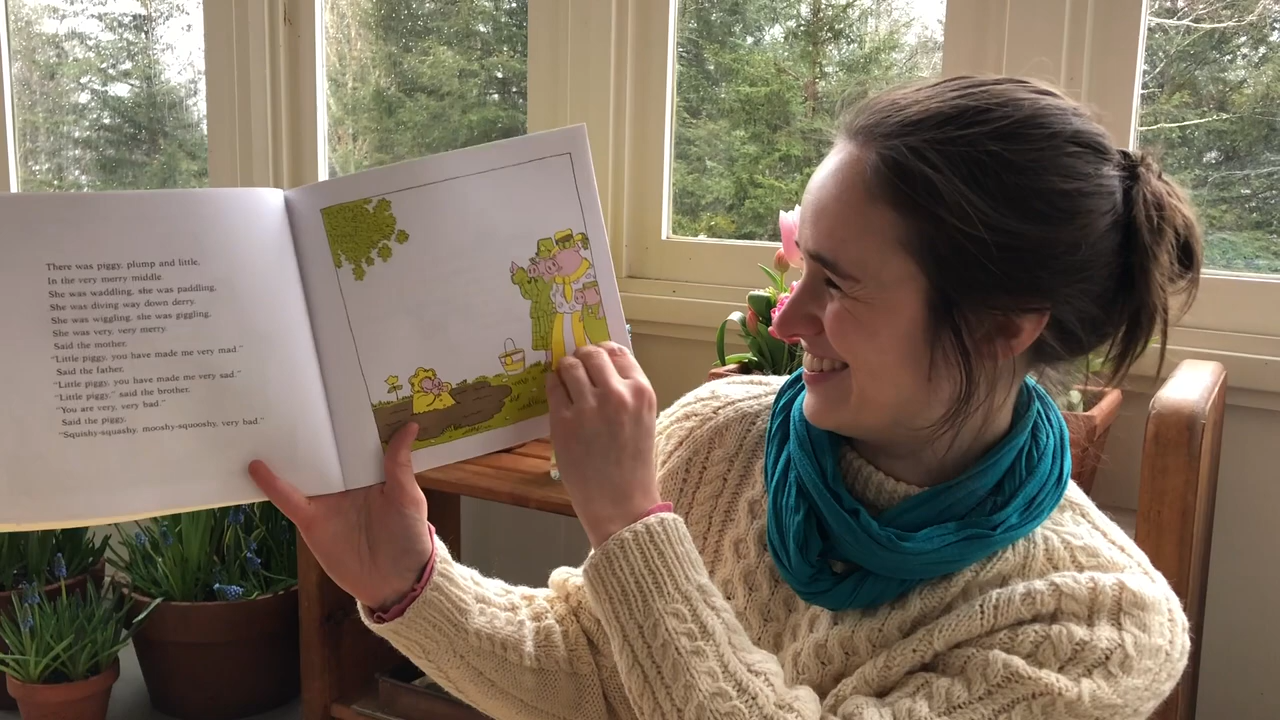 There was piggy, plump and little,
In the very merry middle.
She was waddling, she was paddling,
She was diving way down derry.
She was wiggling, she was giggling,
She was very, very merry.
Said the mother,
"Little piggy, you have made me very mad."
Said the father,
"Little piggy, you have made me very sad."
"Little piggy," said the brother,
"You are very, very bad."
Said the piggy,
"Squishy-squashy, mooshy-squooshy, very bad."